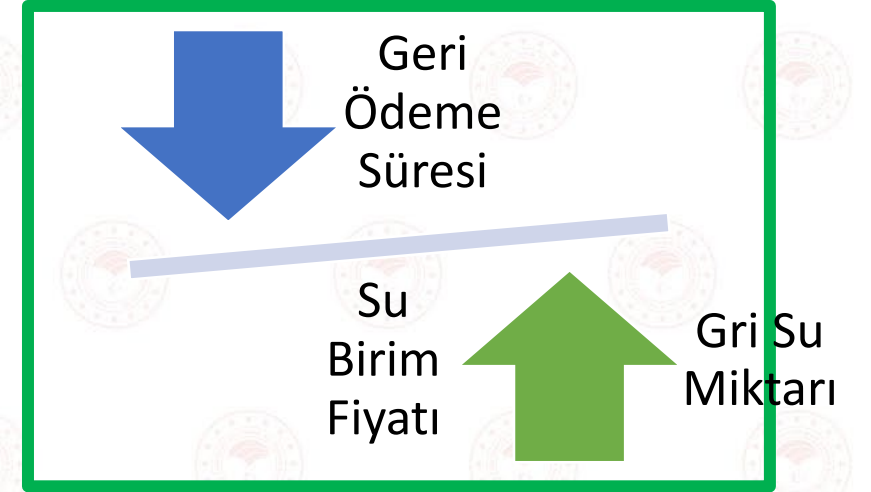 Geri
Ödeme
Süresi
Su
Birim
Fiyatı
Gri Su
Miktarı